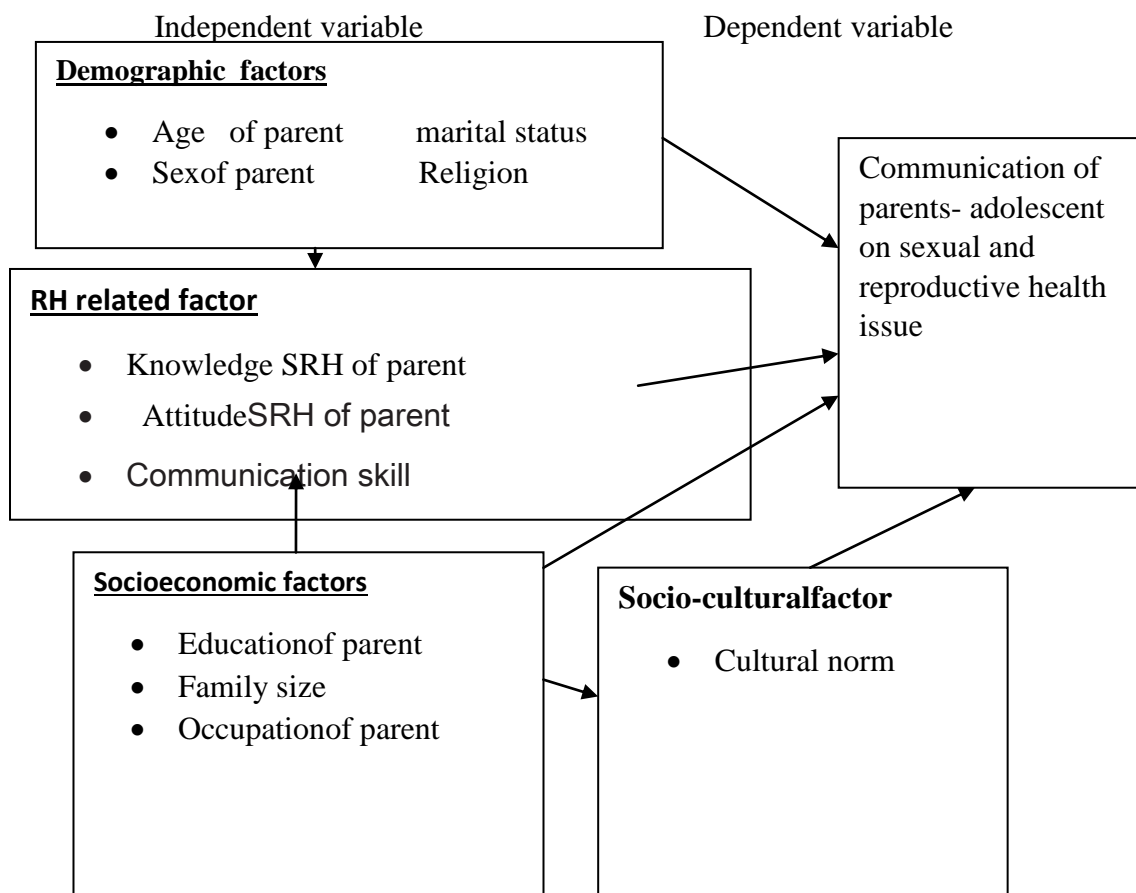 Independent variable Dependent variable
Demographic factors
• Age of parent marital status
• Sexof parent Religion
Communication of
parents- adolescent
on sexual and
reproductive health
issue
RH related factor
• Knowledge SRH of parent
• AttitudeSRH of parent
• Communication skill
Socioeconomic factors
• Educationof parent
• Family size
• Occupationof parent
Socio-culturalfactor
• Cultural norm